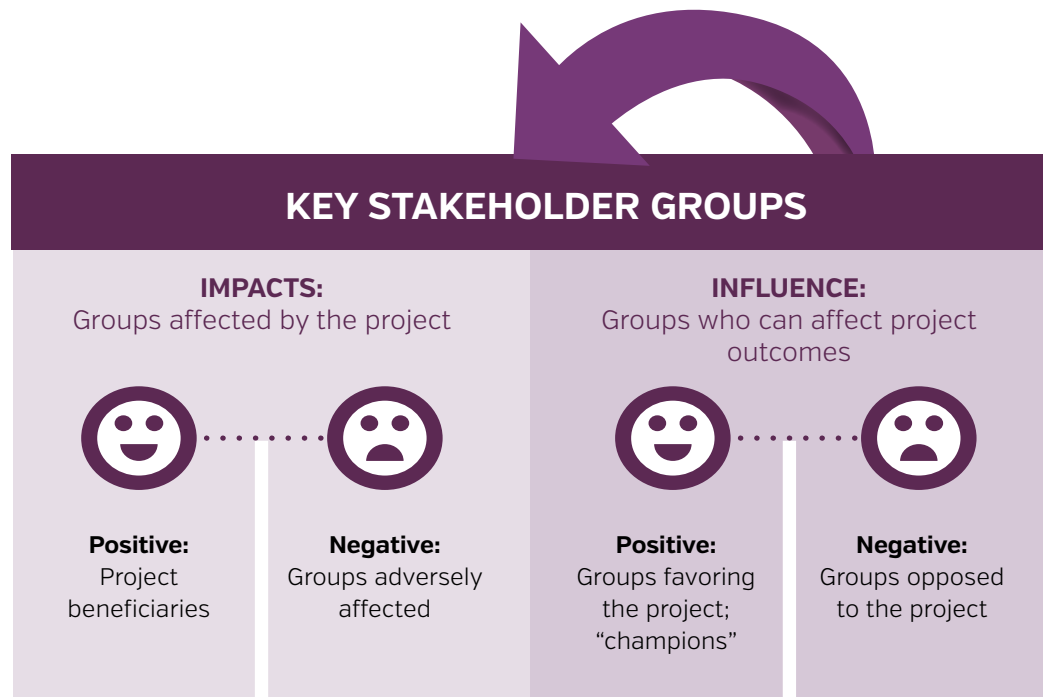 KEY STAKEHOLDER GROUPS
IMPACTS:
Groups affected by the project
INFLUENCE:
Groups who can affect project
outcomes
Positive:
Project
beneficiaries
Negative:
Groups adversely
affected
Positive:
Groups favoring
the project;
“champions”
Negative:
Groups opposed
to the project